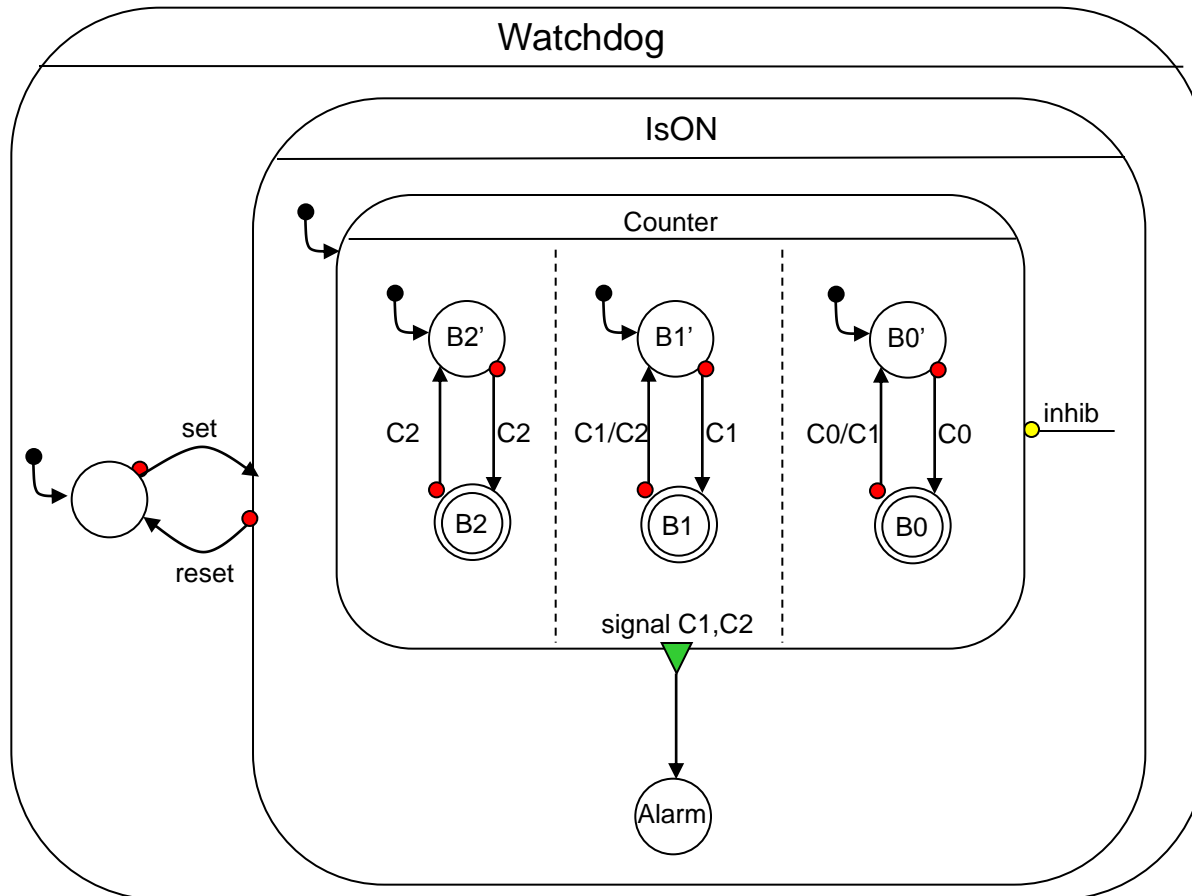 Watchdog
IsON
Counter
B2’
B1’
B0’
C2
C2
C1/C2
C1
C0/C1
C0
inhib
set
B2
B1
B0
reset
signal C1,C2
Alarm